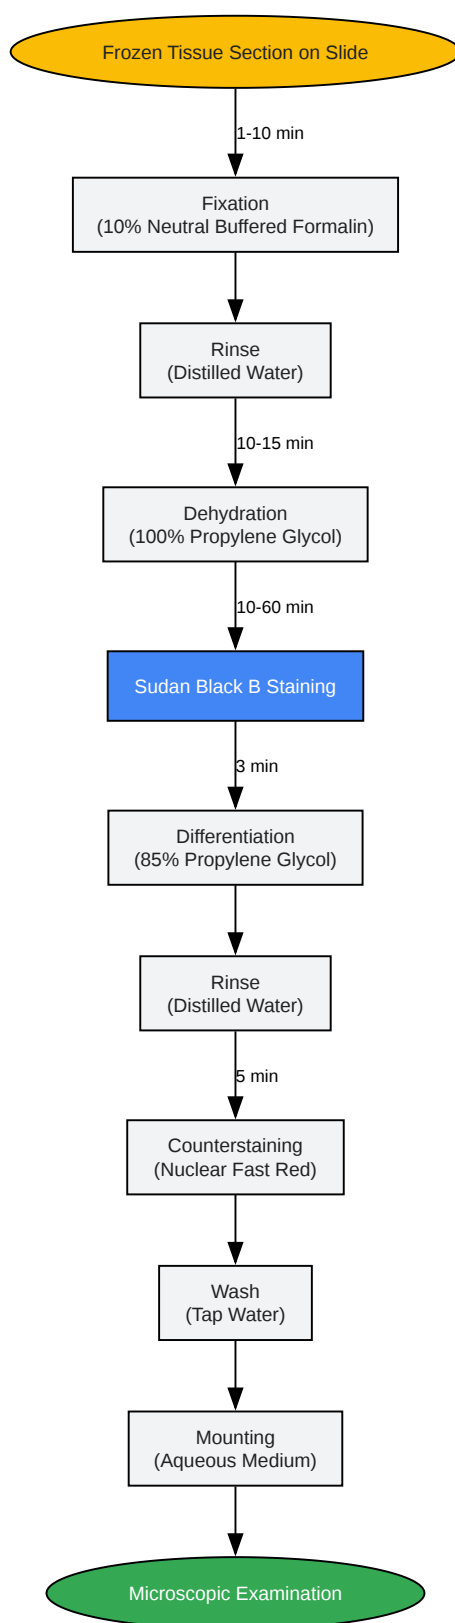 Frozen Tissue Section on Slide
1-10 min
Fixation
(10% Neutral Buffered Formalin)
Rinse
(Distilled Water)
10-15 min
Dehydration
(100% Propylene Glycol)
10-60 min
Sudan Black B Staining
3 min
Differentiation
(85% Propylene Glycol)
Rinse
(Distilled Water)
5 min
Counterstaining
(Nuclear Fast Red)
Wash
(Tap Water)
Mounting
(Aqueous Medium)
Microscopic Examination